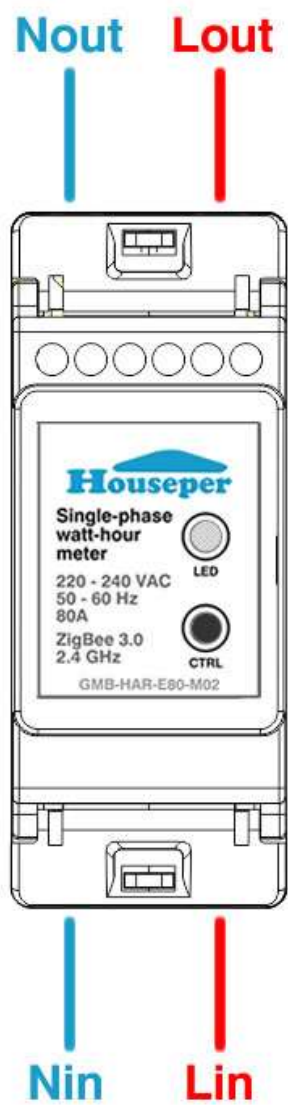 Nout Lout
Houseper
Single-phase
watt-hour
meter
LED
220 - 240 VAC
50 - 60 Hz
80A
ZigBee 3.0
2.4 GHz
CTRL
GMB-HAR-E80-M02
Nin Lin